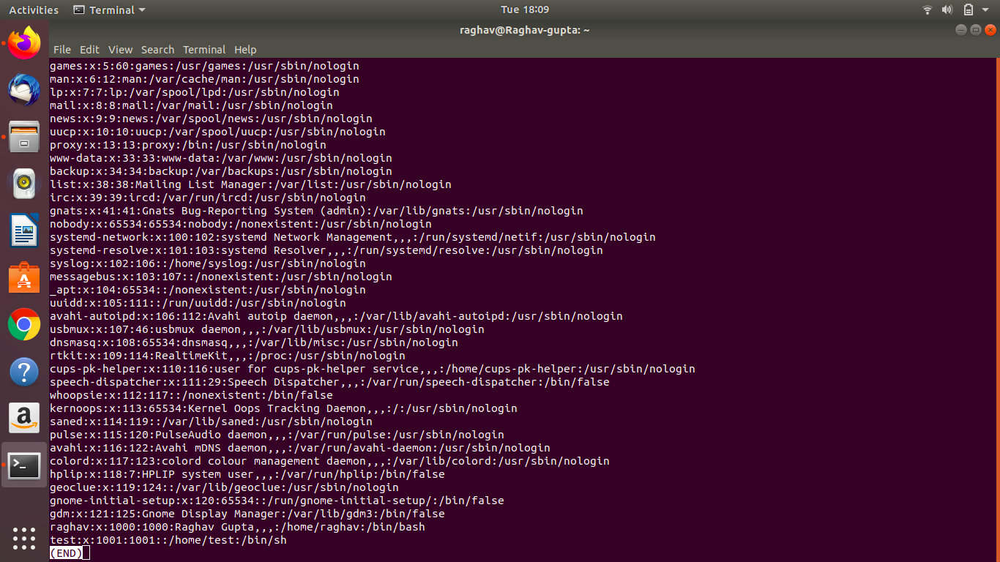 Activities Terminal Tue 18:09
raghav@Raghav-gupta: ~
File Edit View Search Terminal Help
games:x:5:60:games:/usr/games:/usr/sbin/nologin
man:x:6:12:man:/var/cache/man:/usr/sbin/nologin
lp:x:7:7:lp:/var/spool/lpd:/usr/sbin/nologin
mail:x:8:8:mail:/var/mail:/usr/sbin/nologin
news:x:9:9:news:/var/spool/news:/usr/sbin/nologin
uucp:x:10:10:uucp:/var/spool/uucp:/usr/sbin/nologin
proxy:x:13:13:proxy:/bin:/usr/sbin/nologin
www-data:x:33:33:www-data:/var/www:/usr/sbin/nologin
backup:x:34:34:backup:/var/backups:/usr/sbin/nologin
list:x:38:38:Mailing List Manager:/var/list:/usr/sbin/nologin
irc:x:39:39:ircd:/var/run/ircd:/usr/sbin/nologin
gnats:x:41:41:Gnats Bug-Reporting System (admin):/var/lib/gnats:/usr/sbin/nologin
nobody:x:65534:65534:nobody:/nonexistent:/usr/sbin/nologin
systemd-network:x:100:102:systemd Network Management,,,:/run/systemd/netif:/usr/sbin/nologin
systemd-resolve:x:101:103:systemd Resolver,,,:/run/systemd/resolve:/usr/sbin/nologin
syslog:x:102:106::/home/syslog:/usr/sbin/nologin
messagebus:x:103:107::/nonexistent:/usr/sbin/nologin
_apt:x:104:65534::/nonexistent:/usr/sbin/nologin
uuidd:x:105:111::/run/uuidd:/usr/sbin/nologin
avahi-autoipd:x:106:112:Avahi autoip daemon,,,:/var/lib/avahi-autoipd:/usr/sbin/nologin
usbmux:x:107:46:usbmux daemon,,,:/var/lib/usbmux:/usr/sbin/nologin
dnsmasq:x:108:65534:dnsmasq,,,:/var/lib/misc:/usr/sbin/nologin
rtkit:x:109:114:RealtimeKit,,,:/proc:/usr/sbin/nologin
cups-pk-helper:x:110:116:user for cups-pk-helper service,,,:/home/cups-pk-helper:/usr/sbin/nologin
speech-dispatcher:x:111:29:Speech Dispatcher,,,:/var/run/speech-dispatcher:/bin/false
whoopsie:x:112:117::/nonexistent:/bin/false
kernoops:x:113:65534:Kernel Oops Tracking Daemon,,,:/:/usr/sbin/nologin
saned:x:114:119::/var/lib/saned:/usr/sbin/nologin
pulse:x:115:120:PulseAudio daemon,,,:/var/run/pulse:/usr/sbin/nologin
avahi:x:116:122:Avahi mDNS daemon,,,:/var/run/avahi-daemon:/usr/sbin/nologin
colord:x:117:123:colord colour management daemon,,,:/var/lib/colord:/usr/sbin/nologin
hplip:x:118:7:HPLIP system user,,,:/var/run/hplip:/bin/false
geoclue:x:119:124::/var/lib/geoclue:/usr/sbin/nologin
gnome-initial-setup:x:120:65534::/run/gnome-initial-setup/:/bin/false
gdm:x:121:125:Gnome Display Manager:/var/lib/gdm3:/bin/false
raghav:x:1000:1000:Raghav Gupta,,,:/home/raghav:/bin/bash
test:x:1001:1001::/home/test:/bin/sh
(END)